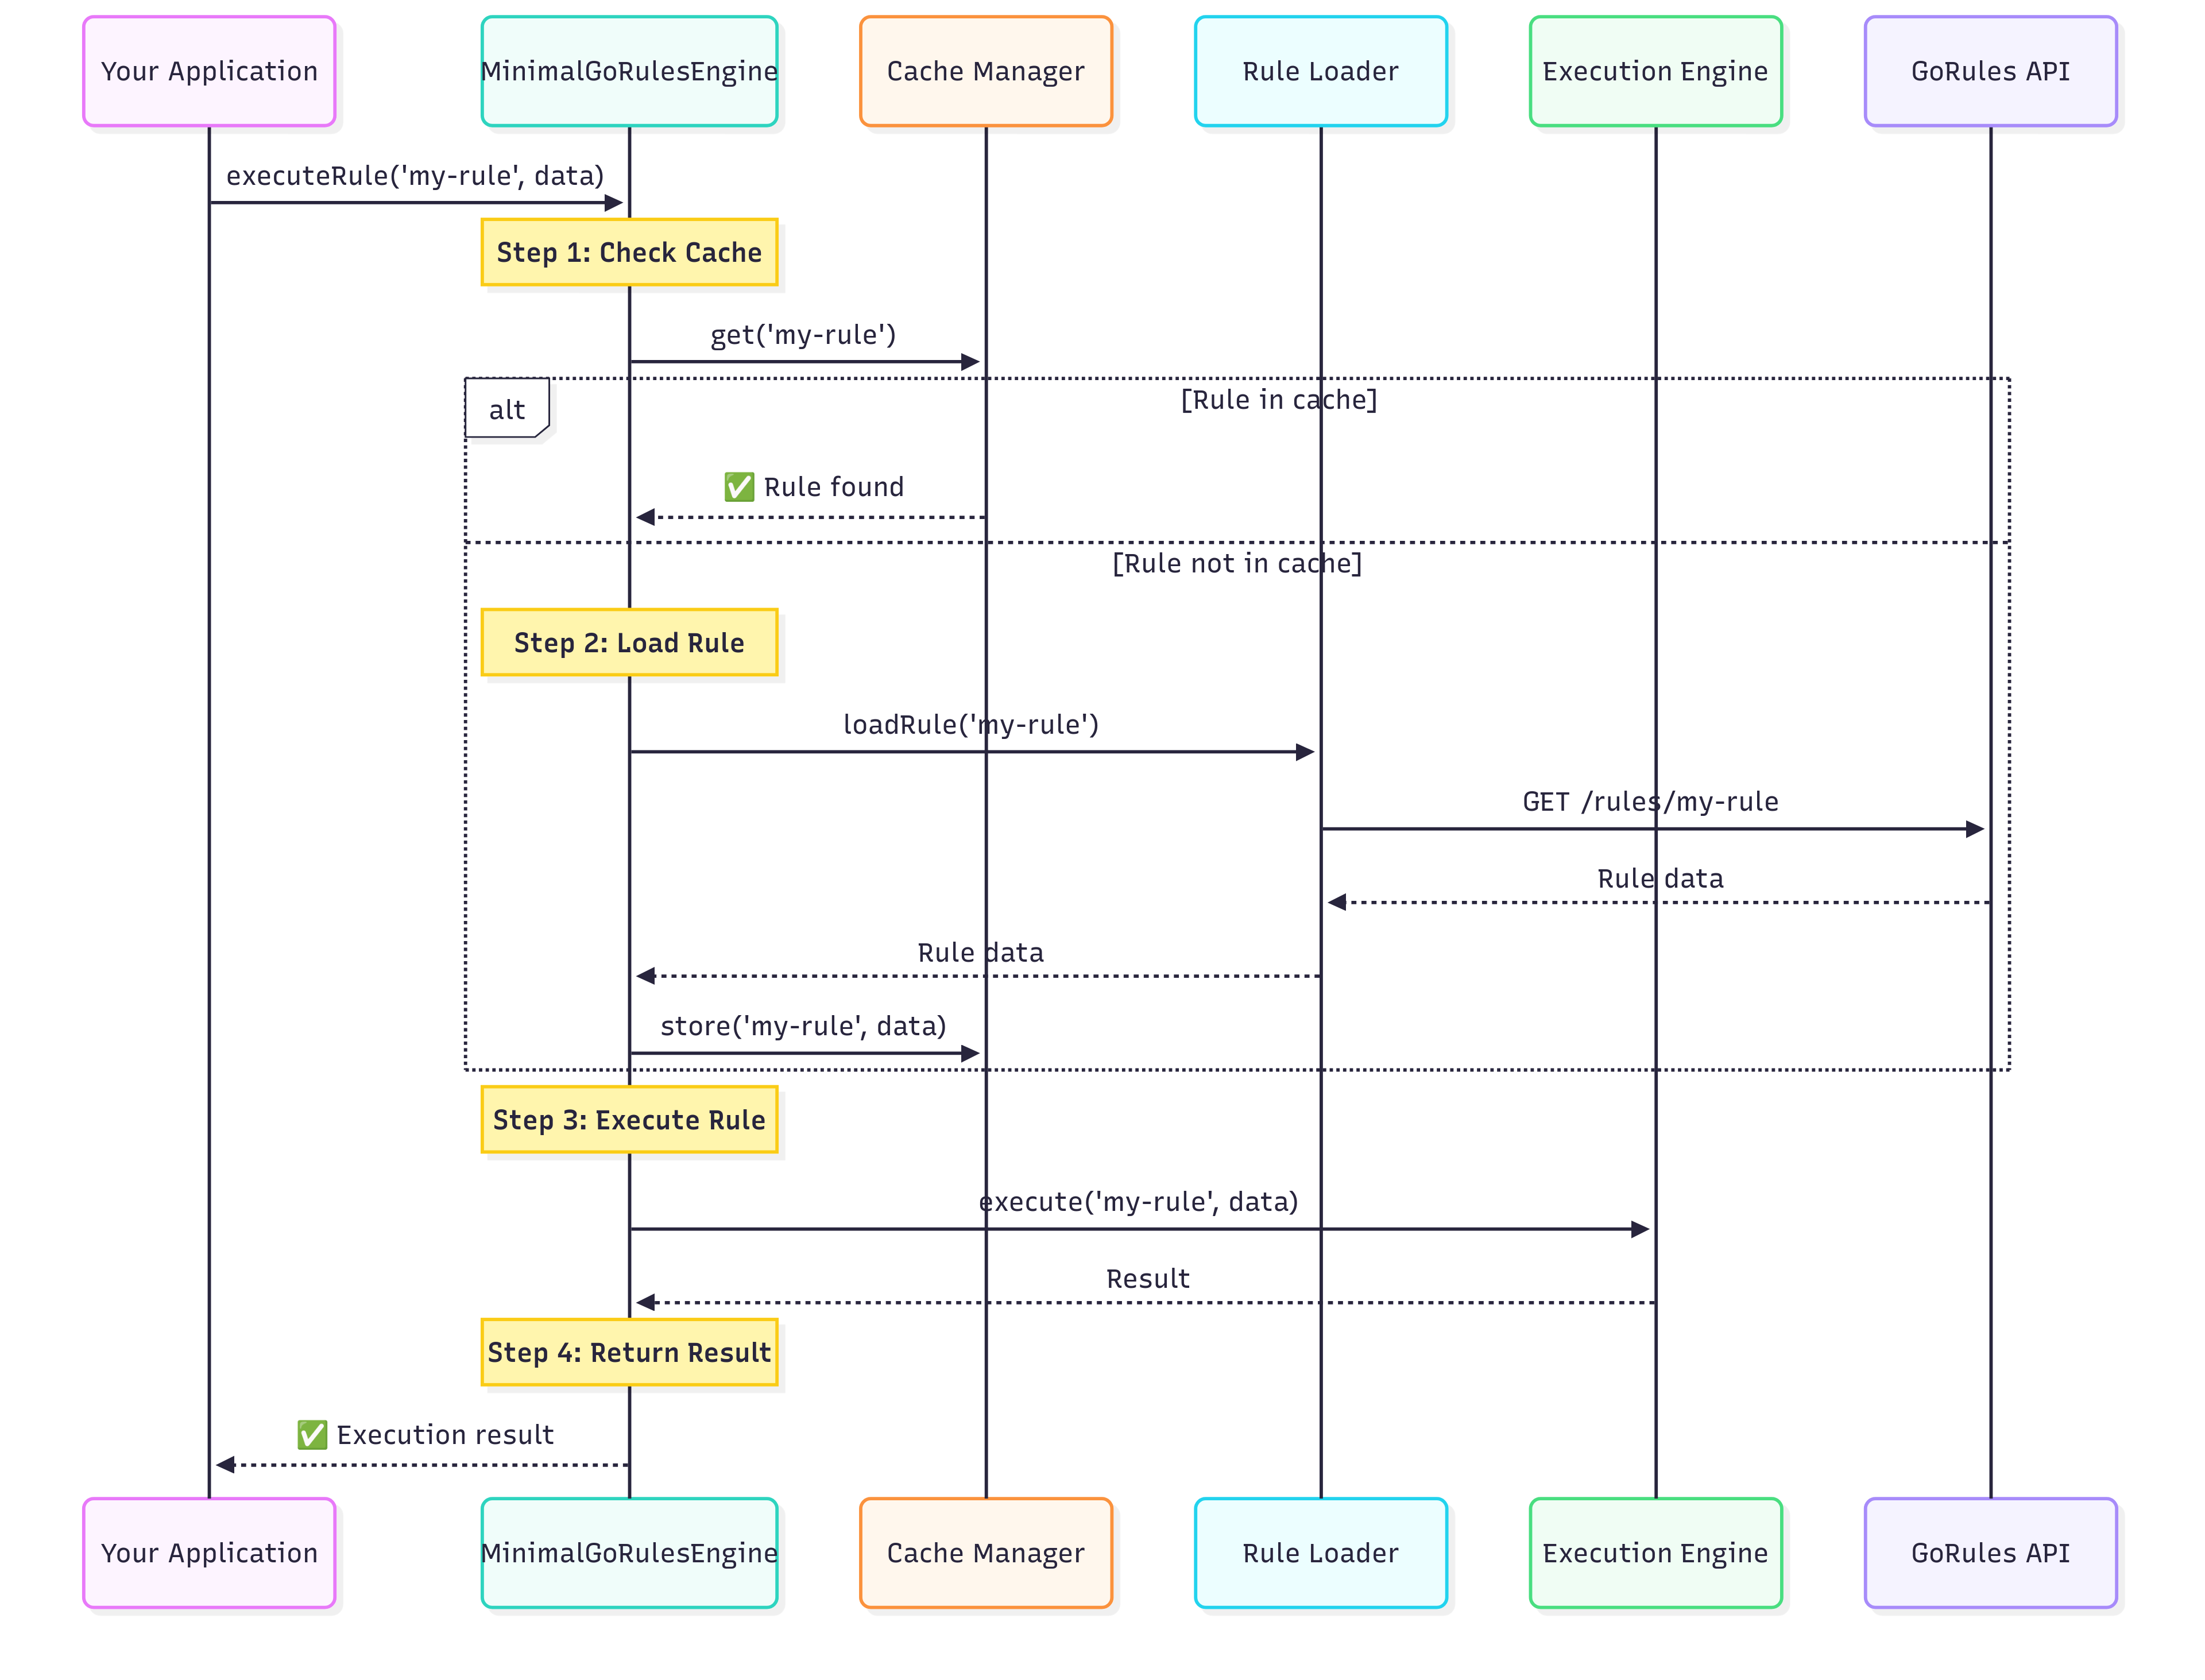 Your Application
MinimalGoRulesEngine
Cache Manager
Rule Loader
Execution Engine
GoRules API
executeRule('my-rule', data)
Step 1: Check Cache
get('my-rule')
alt
[Rule in cache]
✅ Rule found
[Rule not in cache]
Step 2: Load Rule
loadRule('my-rule')
GET /rules/my-rule
Rule data
Rule data
store('my-rule', data)
Step 3: Execute Rule
execute('my-rule', data)
Result
Step 4: Return Result
✅ Execution result
Your Application
MinimalGoRulesEngine
Cache Manager
Rule Loader
Execution Engine
GoRules API